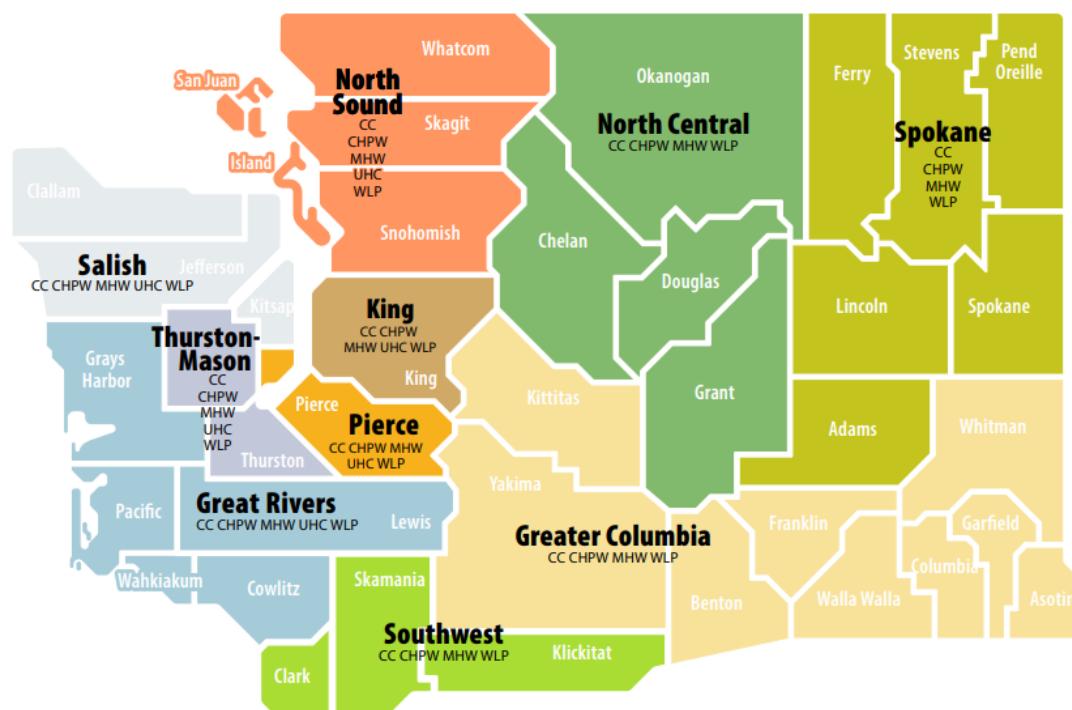 Whatcom
San Juan
North
Sound
CC
CHPW
MHW
UHC
WLP
Skagit
Island
Snohomish
Okanogan
North Central
CC CHPW MHW WLP
Chelan
Douglas
Grant
Ferry
Stevens
Pend
Oreille
Spokane
CC
CHPW
MHW
WLP
Lincoln
Spokane
Adams
Clallam
Salish
Jefferson
CC CHPW MHW UHC WLP
Kitsap
King
CC CHPW
MHW UHC WLP
King
Thurston-
Mason
CC
CHPW
MHW
UHC
WLP
Thurston
Grays
Harbor
Pierce
Pierce
CC CHPW MHW
UHC WLP
Kittitas
Yakima
Whitman
Great Rivers
CC CHPW MHW UHC WLP
Lewis
Pacific
Wahkiakum
Cowlitz
Greater Columbia
CC CHPW MHW WLP
Franklin
Garfield
Columbia
Benton
Walla Walla
Asotin
Skamania
Southwest
CC CHPW MHW WLP
Klickitat
Clark